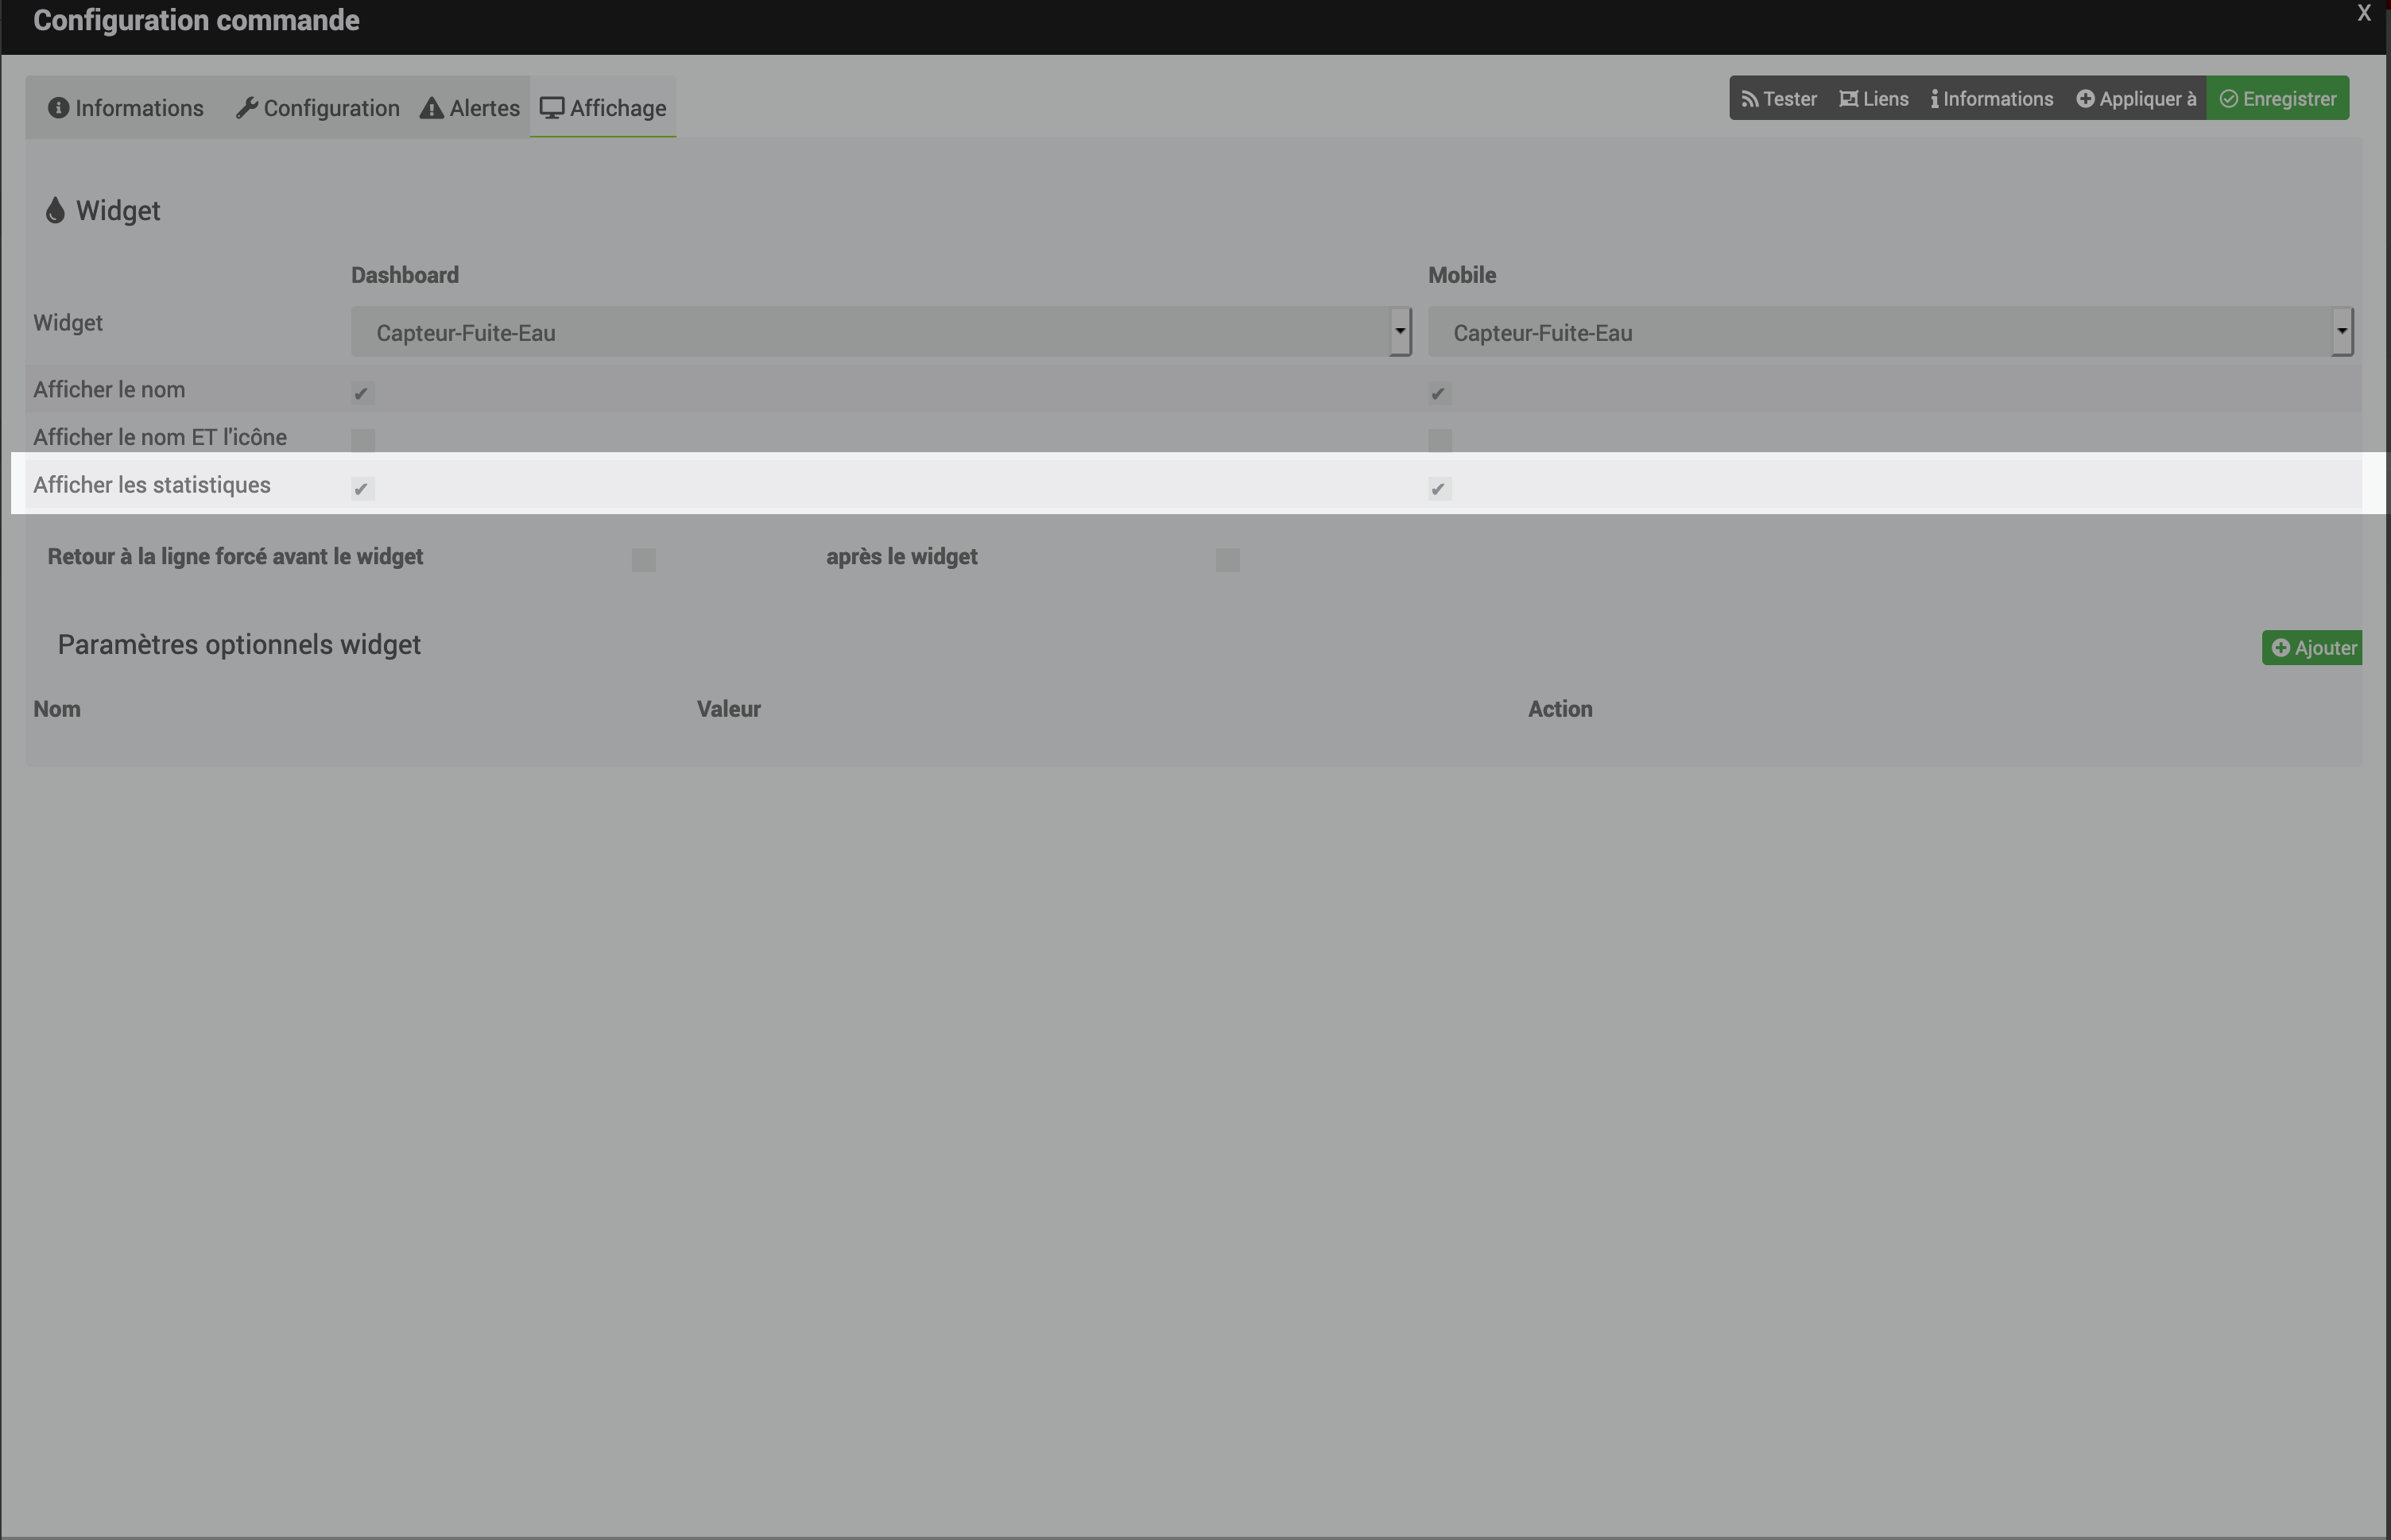 Configuration commande
X
Informations Configuration Alertes Affichage
Tester Liens Informations Appliquer à Enregistrer
Widget
Dashboard Mobile
Widget Capteur-Fuite-Eau Capteur-Fuite-Eau
Afficher le nom
Afficher le nom ET l'icône
Afficher les statistiques
Retour à la ligne forcé avant le widget après le widget
Paramètres optionnels widget
Ajouter
Nom Valeur Action